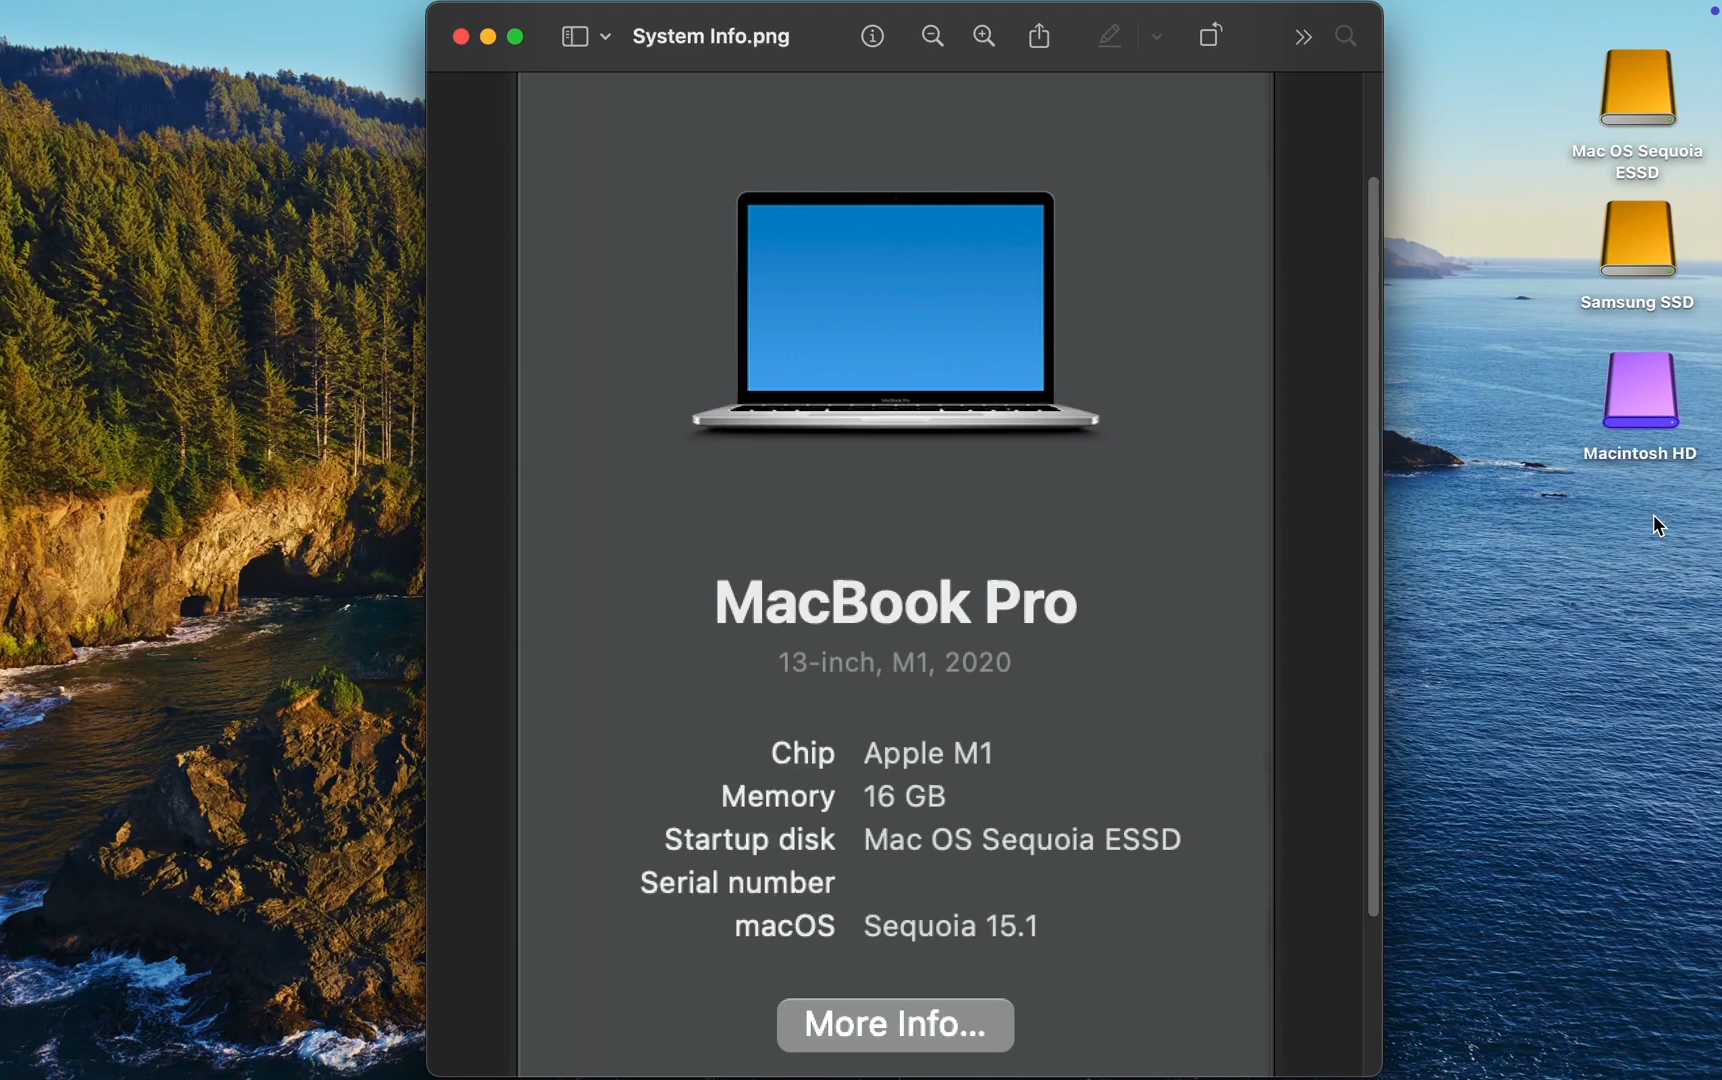 System Info.png
Mac OS Sequoia
ESSD
Samsung SSD
Macintosh HD
MacBook Pro
13-inch, M1, 2020
Chip Apple M1
Memory 16 GB
Startup disk Mac OS Sequoia ESSD
Serial number
macOS Sequoia 15.1
More Info...